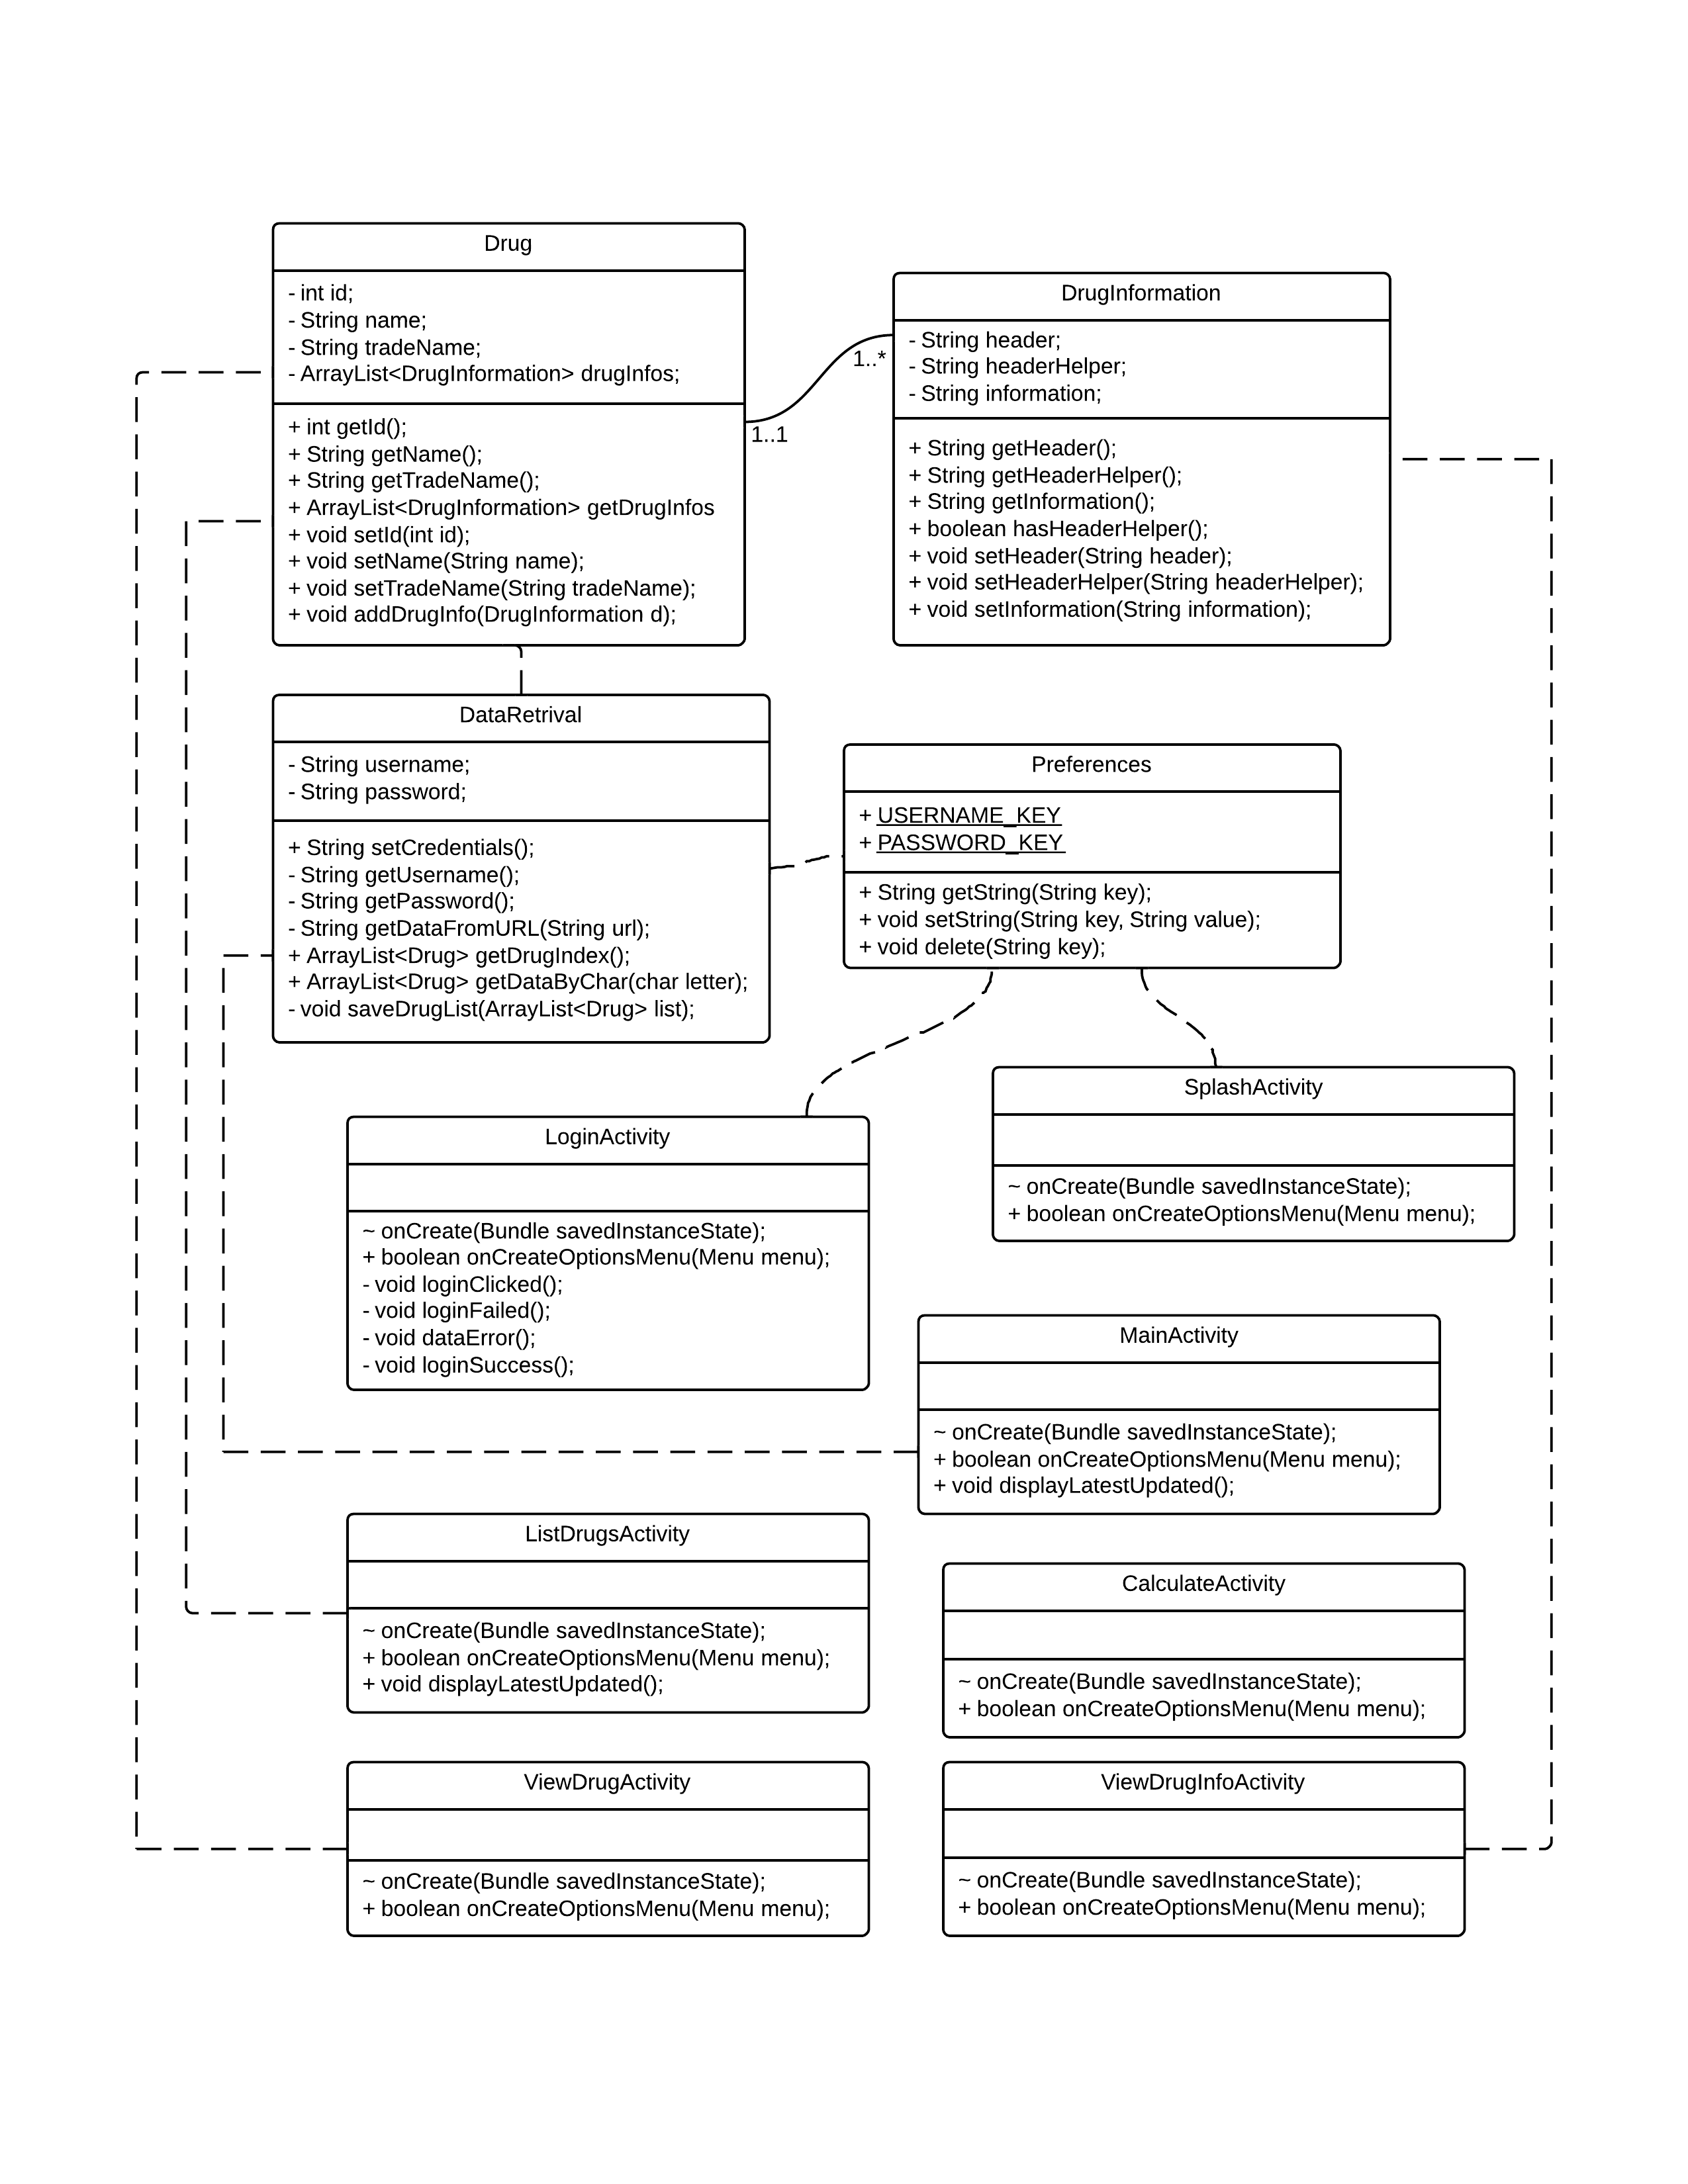 Drug
- int id;
- String name;
- String tradeName;
- ArrayList<DrugInformation> drugInfos;
+ int getId();
+ String getName();
+ String getTradeName();
+ ArrayList<DrugInformation> getDrugInfos
+ void setId(int id);
+ void setName(String name);
+ void setTradeName(String tradeName);
+ void addDrugInfo(DrugInformation d);
1..1
1..*
DrugInformation
- String header;
- String headerHelper;
- String information;
+ String getHeader();
+ String getHeaderHelper();
+ String getInformation();
+ boolean hasHeaderHelper();
+ void setHeader(String header);
+ void setHeaderHelper(String headerHelper);
+ void setInformation(String information);
DataRetrival
- String username;
- String password;
+ String setCredentials();
- String getUsername();
- String getPassword();
- String getDataFromURL(String url);
+ ArrayList<Drug> getDrugIndex();
+ ArrayList<Drug> getDataByChar(char letter);
- void saveDrugList(ArrayList<Drug> list);
Preferences
+ USERNAME_KEY
+ PASSWORD_KEY
+ String getString(String key);
+ void setString(String key, String value);
+ void delete(String key);
SplashActivity
~ onCreate(Bundle savedInstanceState);
+ boolean onCreateOptionsMenu(Menu menu);
LoginActivity
~ onCreate(Bundle savedInstanceState);
+ boolean onCreateOptionsMenu(Menu menu);
- void loginClicked();
- void loginFailed();
- void dataError();
- void loginSuccess();
MainActivity
~ onCreate(Bundle savedInstanceState);
+ boolean onCreateOptionsMenu(Menu menu);
+ void displayLatestUpdated();
ListDrugsActivity
~ onCreate(Bundle savedInstanceState);
+ boolean onCreateOptionsMenu(Menu menu);
+ void displayLatestUpdated();
CalculateActivity
~ onCreate(Bundle savedInstanceState);
+ boolean onCreateOptionsMenu(Menu menu);
ViewDrugActivity
~ onCreate(Bundle savedInstanceState);
+ boolean onCreateOptionsMenu(Menu menu);
ViewDrugInfoActivity
~ onCreate(Bundle savedInstanceState);
+ boolean onCreateOptionsMenu(Menu menu);